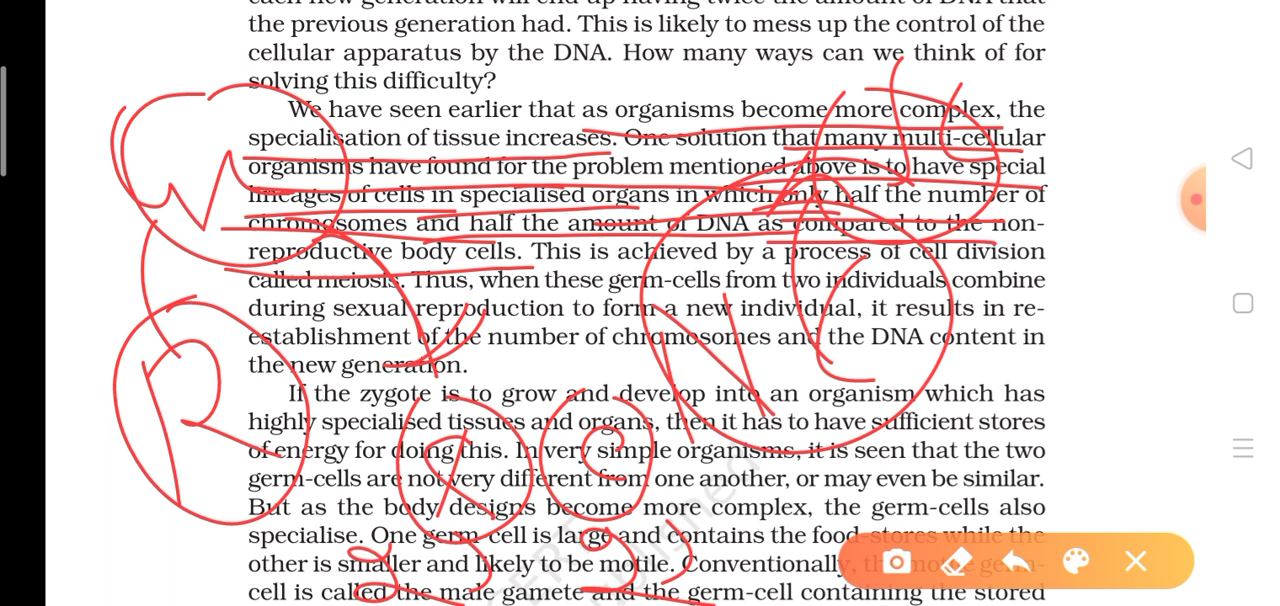 each new generation will end up having twice the amount of DNA that
the previous generation had. This is likely to mess up the control of the
cellular apparatus by the DNA. How many ways can we think of for
solving this difficulty?
We have seen earlier that as organisms become more complex, the
specialisation of tissue increases. One solution that many multi-cellular
organisms have found for the problem mentioned above is to have special
lineages of cells in specialised organs in which only half the number of
chromosomes and half the amount of DNA as compared to the non-
reproductive body cells. This is achieved by a process of cell division
called meiosis. Thus, when these germ-cells from two individuals combine
during sexual reproduction to form a new individual, it results in re-
establishment of the number of chromosomes and the DNA content in
the new generation.
If the zygote is to grow and develop into an organism which has
highly specialised tissues and organs, then it has to have sufficient stores
of energy for doing this. In very simple organisms, it is seen that the two
germ-cells are not very different from one another, or may even be similar.
But as the body designs become more complex, the germ-cells also
specialise. One germ-cell is large and contains the food-stores while the
other is smaller and likely to be motile. Conventionally, the motile germ-
cell is called the male gamete and the germ-cell containing the stored